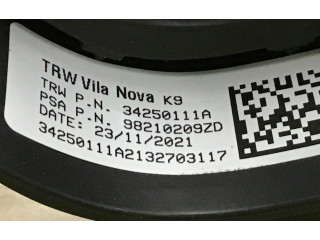 TRW Vila Nova K9
TRW P.N. 34250111A
PSA P.N. 98210209ZD
DATE: 23/11/2021
34250111A2132703117